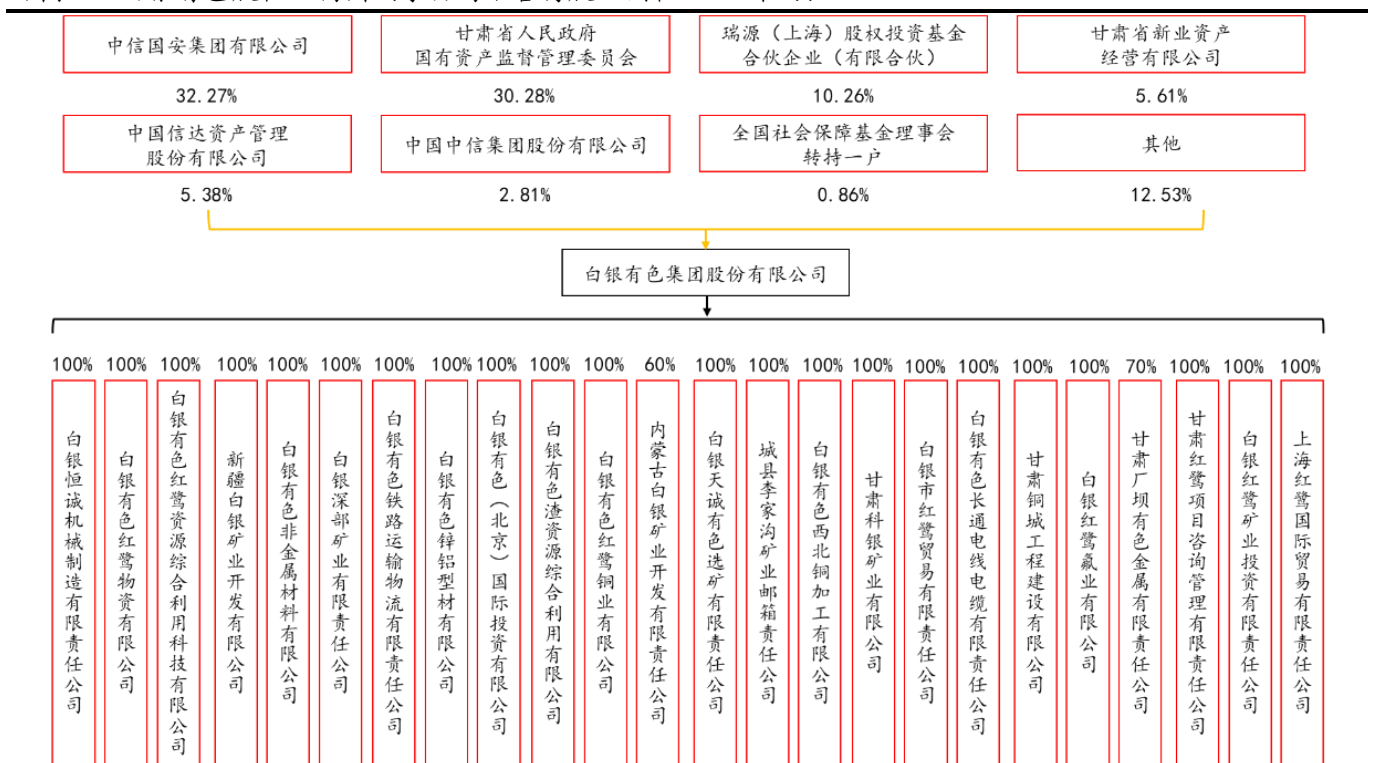 中信国安集团有限公司
甘肃省人民政府
国有资产监督管理委员会
瑞源（上海）股权投资基金
合伙企业（有限合伙）
甘肃省新业资产
经营有限公司
32.27%
30.28%
10.26%
5.61%
中国信达资产管理
股份有限公司
中国中信集团股份有限公司
全国社会保障基金理事会
转持一户
其他
5.38%
2.81%
0.86%
12.53%
白银有色集团股份有限公司
100%
100%
100%
100%
100%
100%
100%
100%
100%
100%
100%
60%
100%
100%
100%
100%
100%
100%
100%
100%
70%
100%
100%
100%
白银恒诚机械制造有限责任公司
白银有色红鹭物资有限公司
白银有色红鹭资源综合利用科技有限公司
新疆白银矿业开发有限公司
白银有色非金属材料有限公司
白银深部矿业有限责任公司
白银有色铁路运输物流有限责任公司
白银有色锌铝型材有限公司
白银有色（北京）国际投资有限公司
白银有色渣资源综合利用有限公司
白银有色红鹭铜业有限公司
内蒙古白银矿业开发有限责任公司
白银天诚有色选矿有限责任公司
城县李家沟矿业邮箱责任公司
白银有色西北铜加工有限公司
甘肃科银矿业有限公司
白银市红鹭贸易有限责任公司
白银有色长通电线电缆有限责任公司
甘肃铜城工程建设有限公司
白银红鹭氟业有限公司
甘肃厂坝有色金属有限责任公司
甘肃红鹭项目咨询管理有限责任公司
白银红鹭矿业投资有限公司
上海红鹭国际贸易有限责任公司